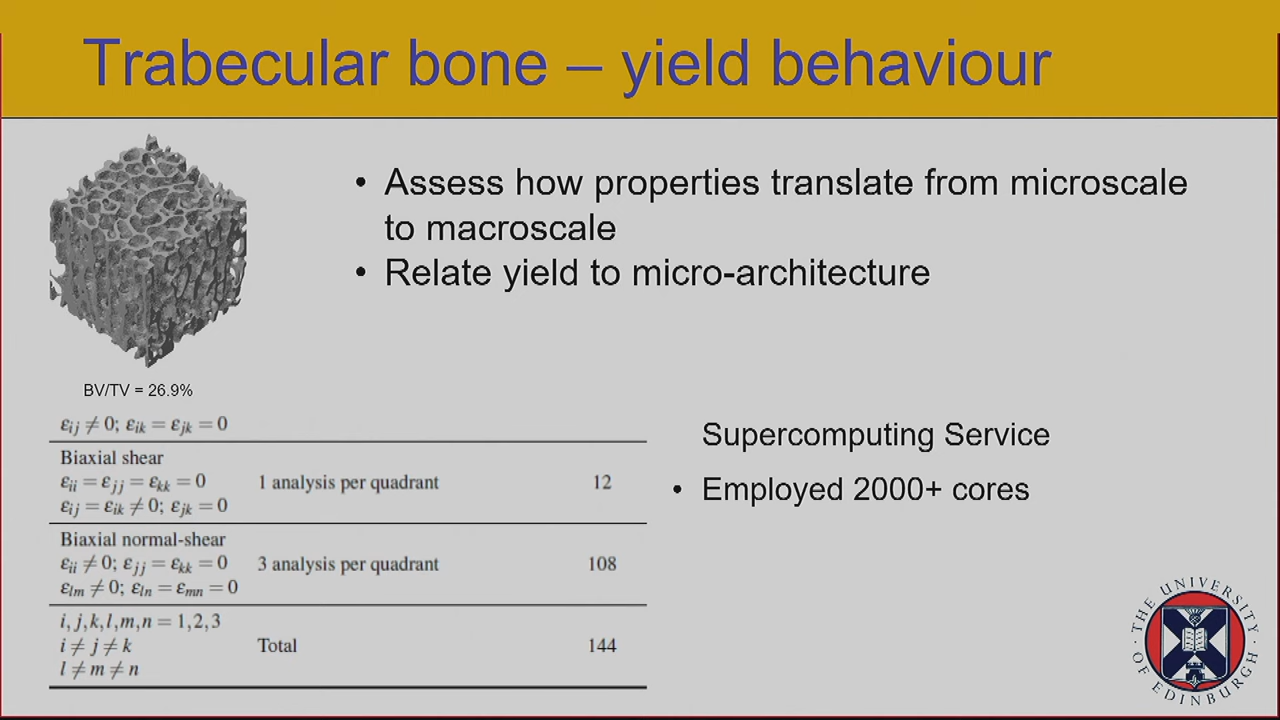 Trabecular bone – yield behaviour
• Assess how properties translate from microscale
to macroscale
• Relate yield to micro-architecture
BV/TV = 26.9%
εij ≠ 0; εik = εjk = 0
Biaxial shear
εii = εjj = εkk = 0 1 analysis per quadrant 12
εij = εik ≠ 0; εjk = 0
Biaxial normal-shear
εii ≠ 0; εjj = εkk = 0 3 analysis per quadrant 108
εlm ≠ 0; εln = εmn = 0
i, j, k, l, m, n = 1, 2, 3
i ≠ j ≠ k Total 144
l ≠ m ≠ n
Supercomputing Service
• Employed 2000+ cores
THE UNIVERSITY
OF EDINBURGH